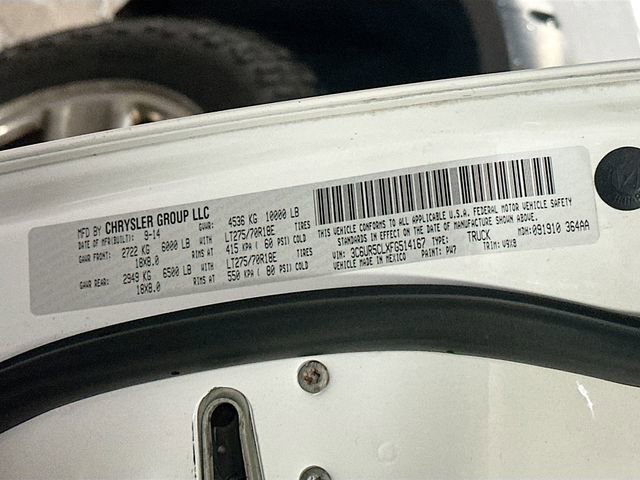 MFD BY CHRYSLER GROUP LLC
DATE OF MFR(BUILT): 9-14 GVWR: 4536 KG 10000 LB
GAWR FRONT: 2722 KG 6000 LB WITH LT275/70R18E TIRES
18X8.0 RIMS AT 415 KPA ( 60 PSI) COLD
GAWR REAR: 2949 KG 6500 LB WITH LT275/70R18E TIRES
18X8.0 RIMS AT 550 KPA ( 80 PSI) COLD
THIS VEHICLE CONFORMS TO ALL APPLICABLE U.S.A. FEDERAL MOTOR VEHICLE SAFETY
STANDARDS IN EFFECT ON THE DATE OF MANUFACTURE SHOWN ABOVE.
VIN: 3C6UR5CLXFG514167 TYPE: TRUCK MDH: 091910 364AA
VEHICLE MADE IN MEXICO PAINT: PW7 TRIM: V9X8